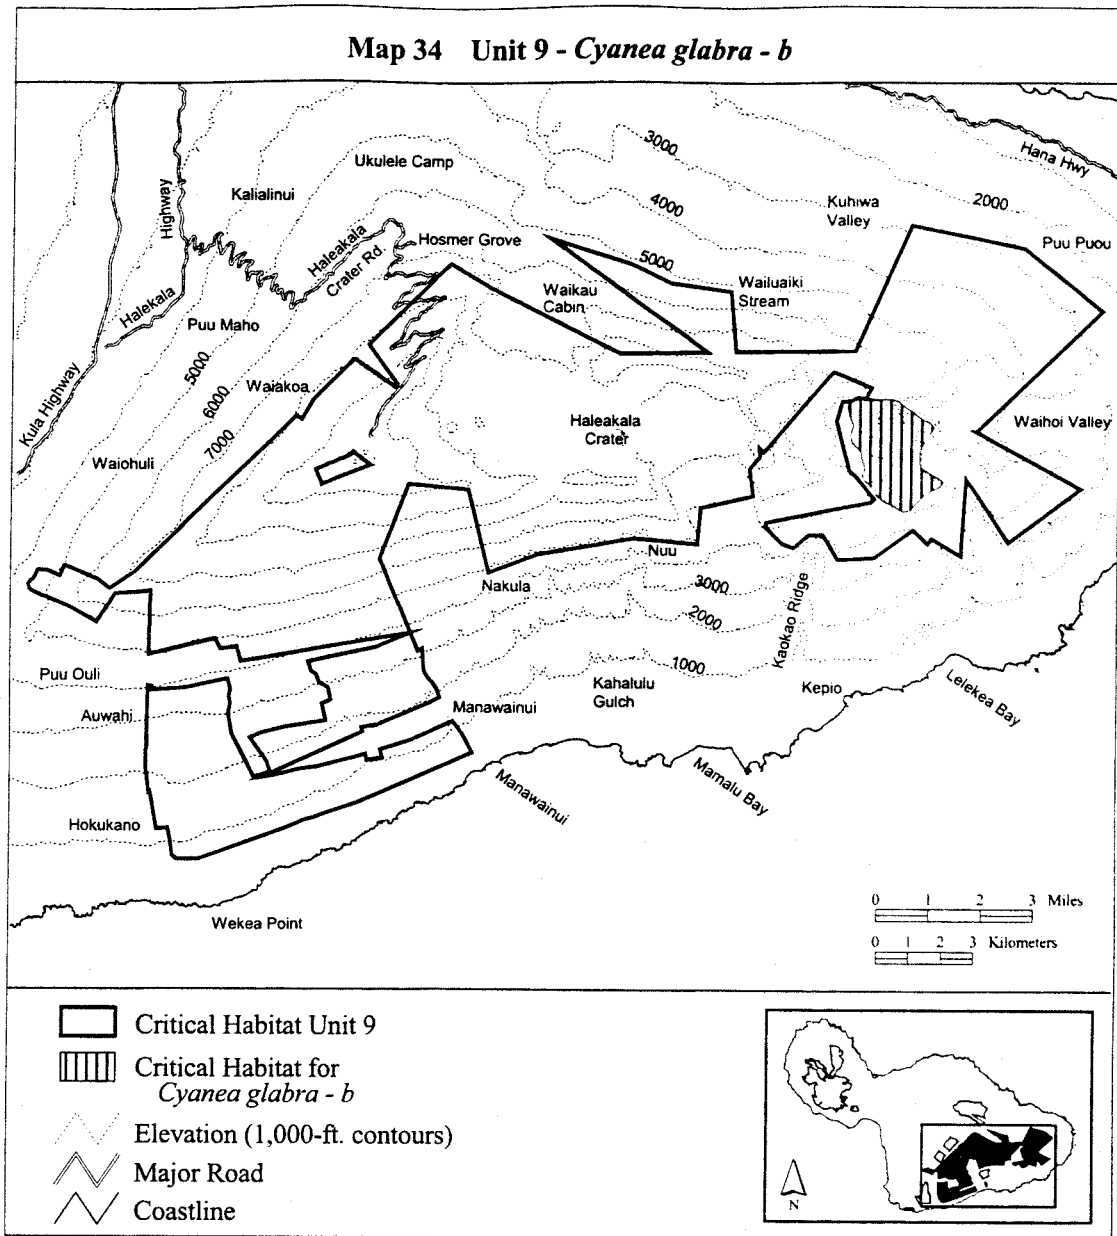 Map 34 Unit 9 - Cyanea glabra - b
Hana Hwy
3000
Ukulele Camp
Kalialinui
Highway
4000
Kuhiwa
Valley
2000
Haleakala
Crater Rd.
Hosmer Grove
Puu Puou
5000
Waikau
Cabin
Wailuaiki
Stream
Halekala
Puu Maho
5000
6000
7000
Waiakoa
Kula Highway
Haleakala
Crater
Waihoi Valley
Waiohuli
Nuu
Nakula
3000
2000
1000
Kaokao Ridge
Puu Ouli
Auwahi
Manawainui
Kahalulu
Gulch
Kepio
Lelekea Bay
Mamalu Bay
Manawainui
Hokukano
Wekea Point
0 1 2 3 Miles
0 1 2 3 Kilometers
Critical Habitat Unit 9
Critical Habitat for
Cyanea glabra - b
Elevation (1,000-ft. contours)
Major Road
Coastline
N